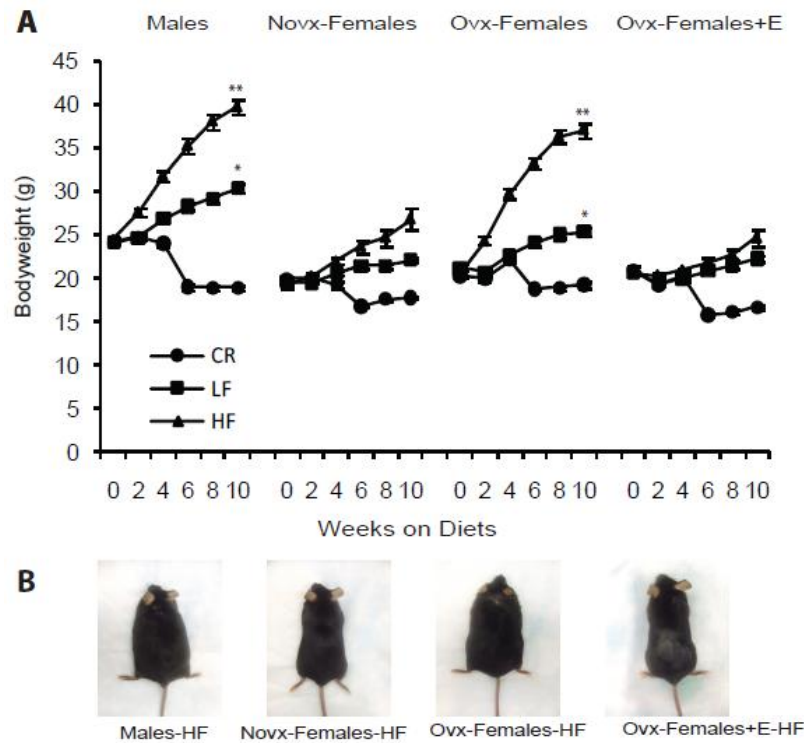 A
Males Novx-Females Ovx-Females Ovx-Females+E
Bodyweight (g)
45
40
35
30
25
20
15
10
5
0
** * ** *
CR
LF
HF
0 2 4 6 8 10 0 2 4 6 8 10 0 2 4 6 8 10 0 2 4 6 8 10
Weeks on Diets
B
Males-HF Novx-Females-HF Ovx-Females-HF Ovx-Females+E-HF